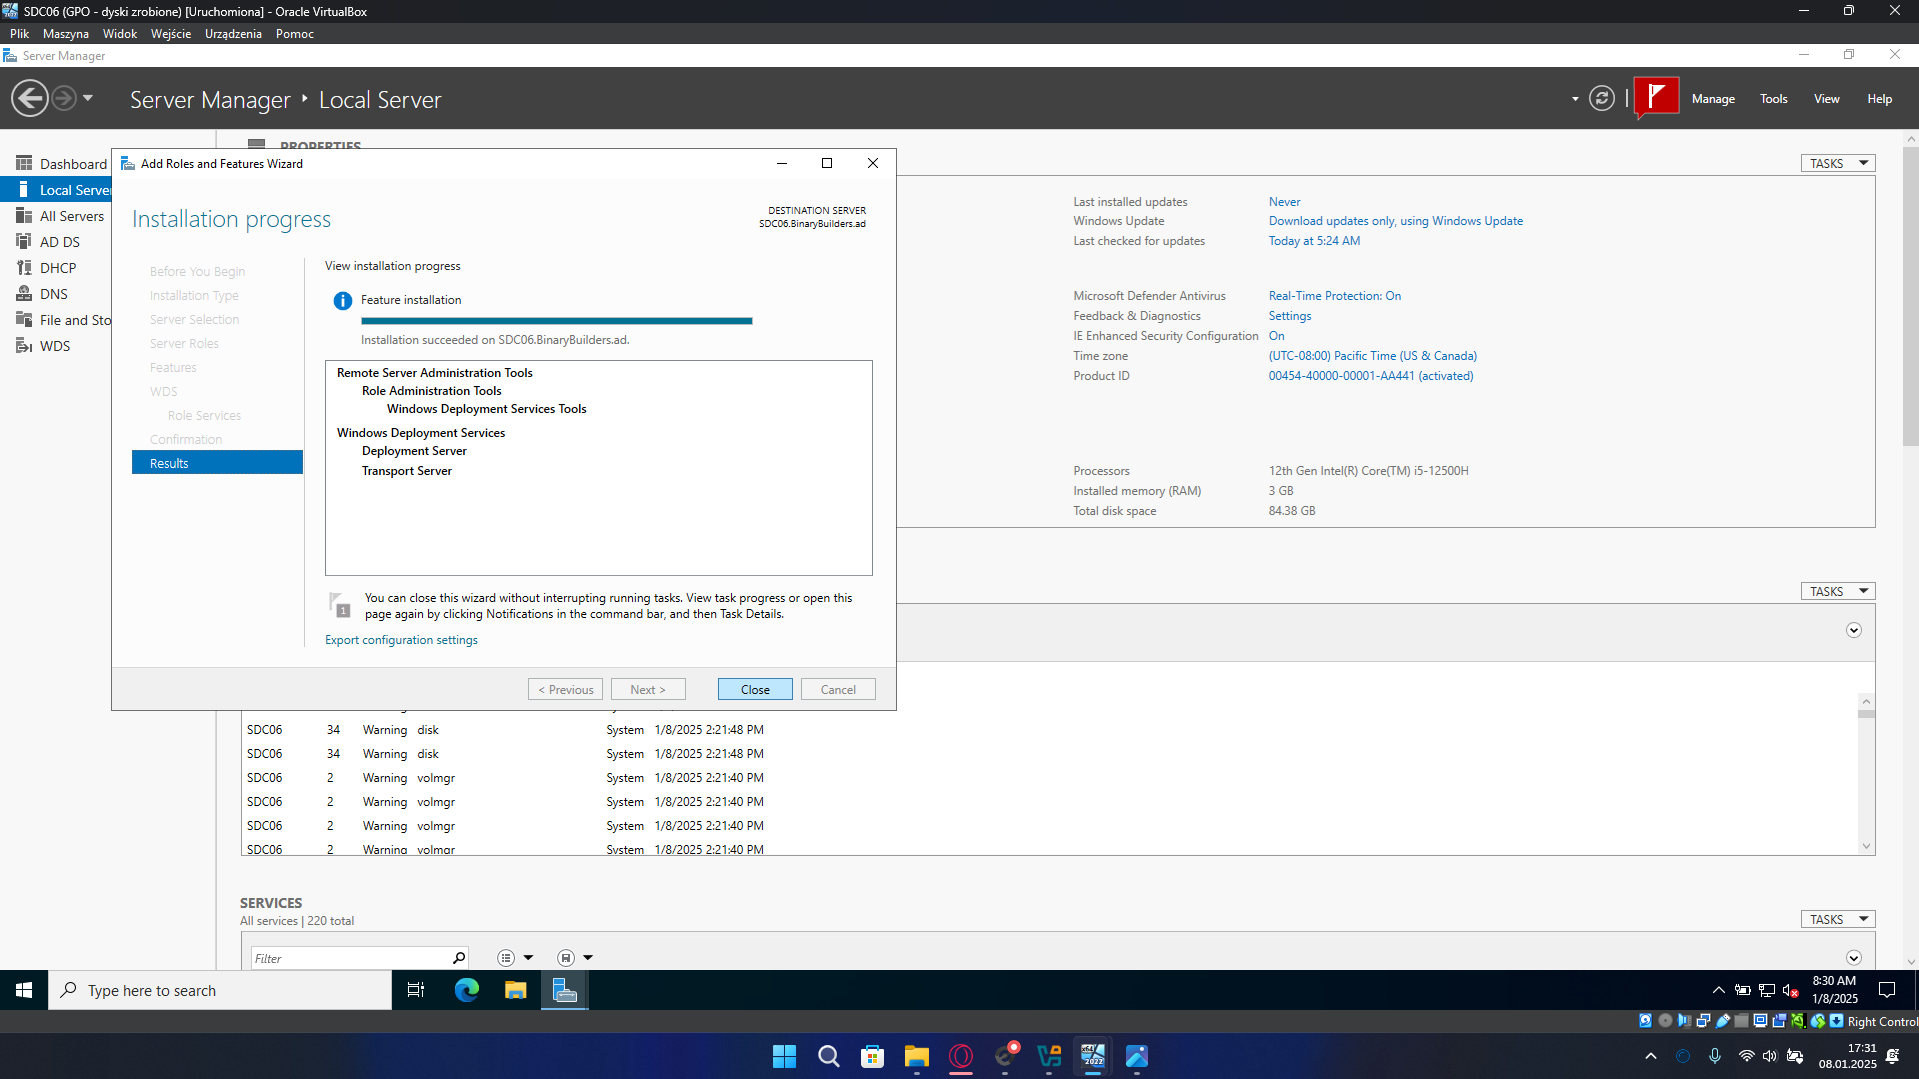 SDC06 (GPO - dyski zrobione) [Uruchomiona] - Oracle VirtualBox
Plik Maszyna Widok Wejście Urządzenia Pomoc
Server Manager
Server Manager Local Server
Manage Tools View Help
PROPERTIES
TASKS
Dashboard
Local Server
All Servers
AD DS
DHCP
DNS
File and Sto
WDS
Add Roles and Features Wizard
Installation progress
DESTINATION SERVER
SDC06.BinaryBuilders.ad
Before You Begin
Installation Type
Server Selection
Server Roles
Features
WDS
Role Services
Confirmation
Results
View installation progress
Feature installation
Installation succeeded on SDC06.BinaryBuilders.ad.
Remote Server Administration Tools
Role Administration Tools
Windows Deployment Services Tools
Windows Deployment Services
Deployment Server
Transport Server
1
You can close this wizard without interrupting running tasks. View task progress or open this
page again by clicking Notifications in the command bar, and then Task Details.
Export configuration settings
< Previous Next > Close Cancel
Last installed updates Never
Windows Update Download updates only, using Windows Update
Last checked for updates Today at 5:24 AM
Microsoft Defender Antivirus Real-Time Protection: On
Feedback & Diagnostics Settings
IE Enhanced Security Configuration On
Time zone (UTC-08:00) Pacific Time (US & Canada)
Product ID 00454-40000-00001-AA441 (activated)
Processors 12th Gen Intel(R) Core(TM) i5-12500H
Installed memory (RAM) 3 GB
Total disk space 84.38 GB
TASKS
SDC06 34 Warning disk System 1/8/2025 2:21:48 PM
SDC06 34 Warning disk System 1/8/2025 2:21:48 PM
SDC06 2 Warning volmgr System 1/8/2025 2:21:40 PM
SDC06 2 Warning volmgr System 1/8/2025 2:21:40 PM
SDC06 2 Warning volmgr System 1/8/2025 2:21:40 PM
SDC06 2 Warning volmgr System 1/8/2025 2:21:40 PM
SERVICES
All services | 220 total
TASKS
Filter
Type here to search
8:30 AM
1/8/2025
Right Control
x64
2022
17:31
08.01.2025